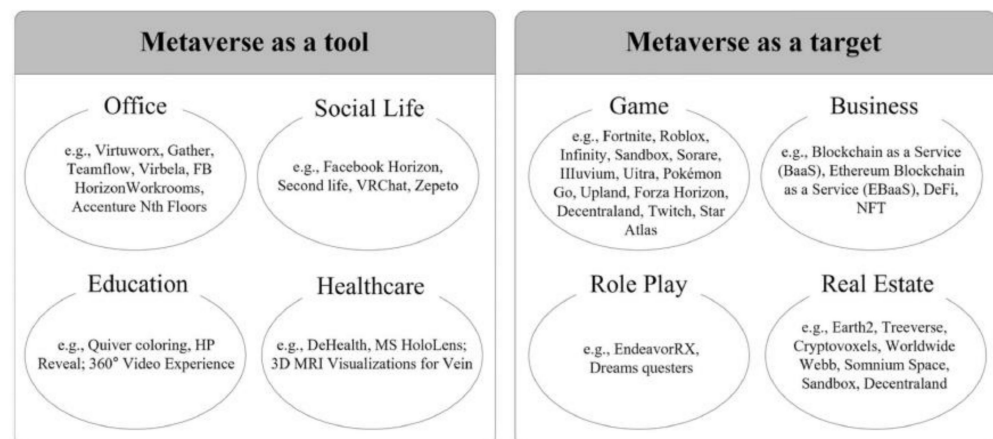 Metaverse as a tool
Office
e.g., Virtuworx, Gather,
Teamflow, Virbela, FB
HorizonWorkrooms,
Accenture Nth Floors
Social Life
e.g., Facebook Horizon,
Second life, VRChat, Zepeto
Education
e.g., Quiver coloring, HP
Reveal; 360° Video Experience
Healthcare
e.g., DeHealth, MS HoloLens;
3D MRI Visualizations for Vein
Metaverse as a target
Game
e.g., Fortnite, Roblox,
Infinity, Sandbox, Sorare,
IIIuvium, Uitra, Pokémon
Go, Upland, Forza Horizon,
Decentraland, Twitch, Star
Atlas
Business
e.g., Blockchain as a Service
(BaaS), Ethereum Blockchain
as a Service (EBaaS), DeFi,
NFT
Role Play
e.g., EndeavorRX,
Dreams questers
Real Estate
e.g., Earth2, Treeverse,
Cryptovoxels, Worldwide
Webb, Somnium Space,
Sandbox, Decentraland